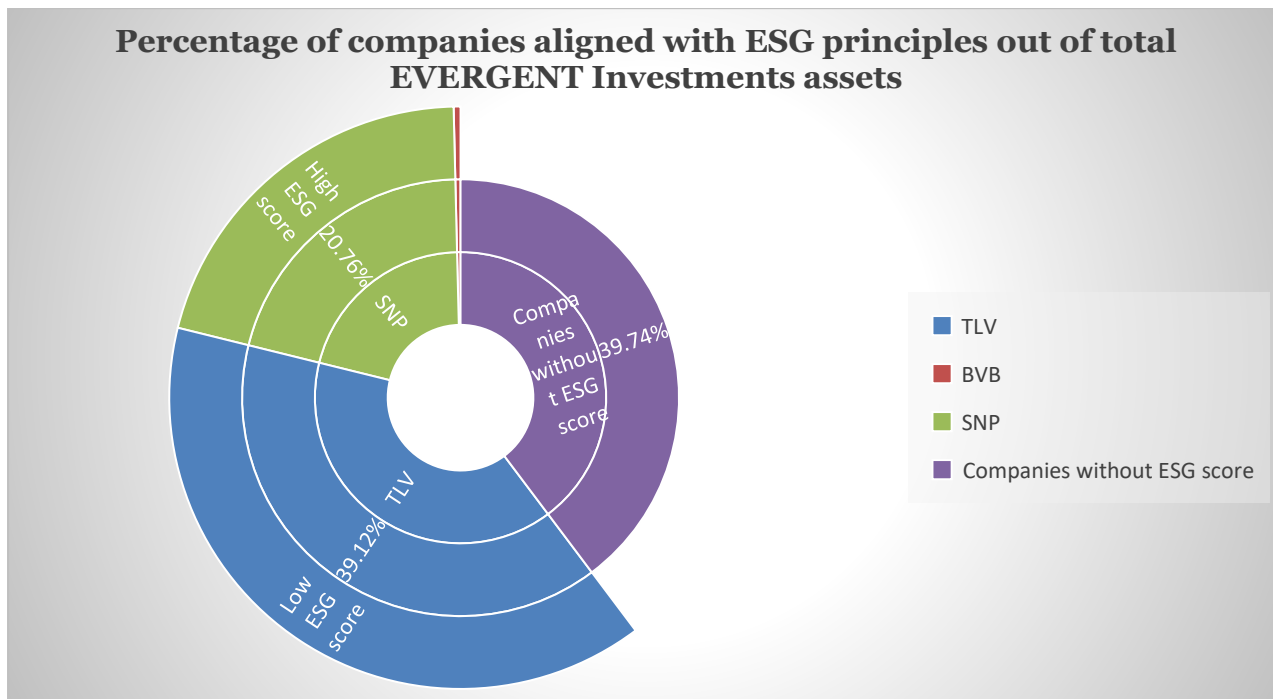 Percentage of companies aligned with ESG principles out of total
EVERGENT Investments assets
High
ESG
score
20.76%
SNP
Compa
nies
withou
t ESG
score
39.74%
TLV
39.12%
Low
ESG
score
TLV
BVB
SNP
Companies without ESG score